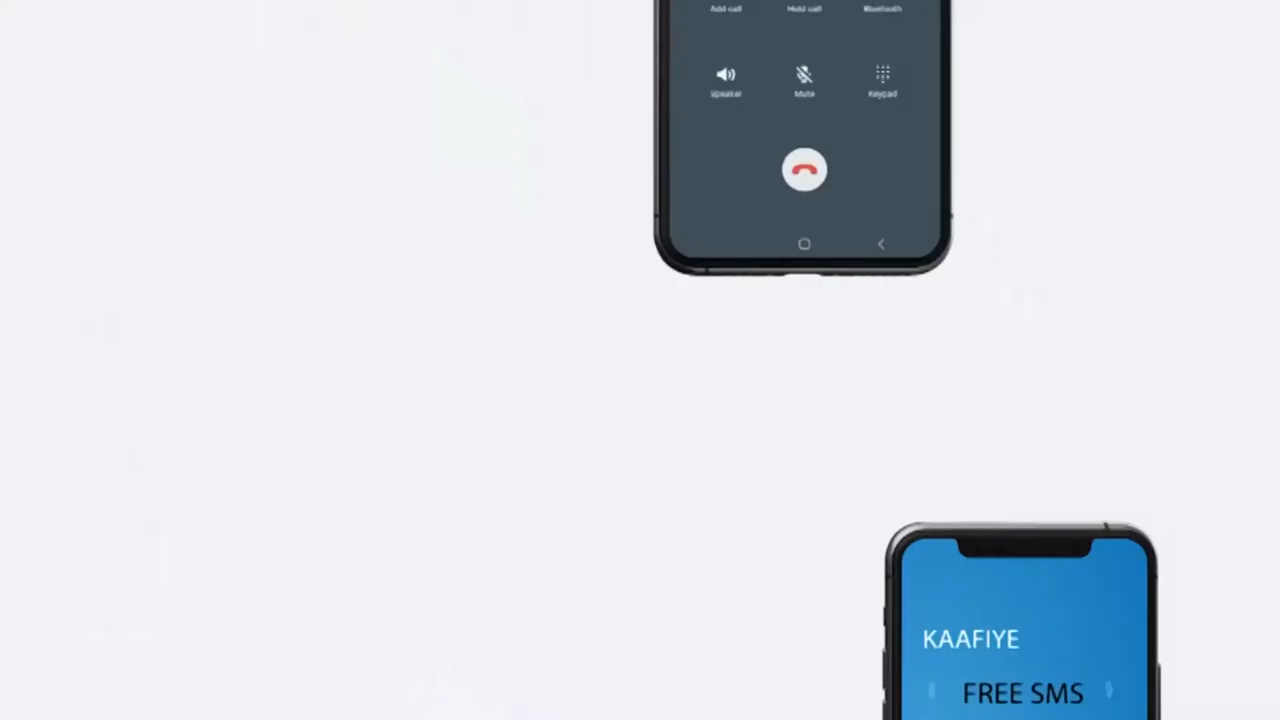 Add call Hold call Bluetooth
Speaker Mute Keypad
KAAFIYE
FREE SMS